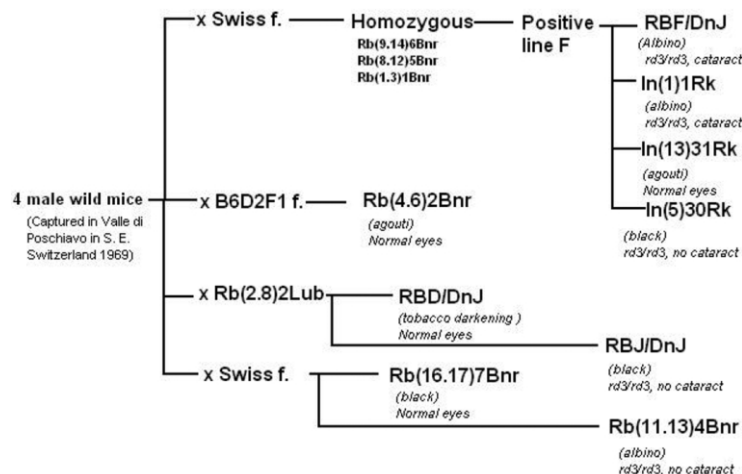 x Swiss f.
Homozygous
Rb(9.14)6Bnr
Rb(8.12)5Bnr
Rb(1.3)1Bnr
Positive
line F
RBF/DnJ
(Albino)
rd3/rd3, cataract
In(1)1Rk
(albino)
rd3/rd3, cataract
In(13)31Rk
(agouti)
Normal eyes
In(5)30Rk
(black)
rd3/rd3, no cataract
4 male wild mice
(Captured in Valle di
Poschiavo in S. E.
Switzerland 1969)
x B6D2F1 f.
Rb(4.6)2Bnr
(agouti)
Normal eyes
x Rb(2.8)2Lub
RBD/DnJ
(tobacco darkening )
Normal eyes
RBJ/DnJ
(black)
rd3/rd3, no cataract
x Swiss f.
Rb(16.17)7Bnr
(black)
Normal eyes
Rb(11.13)4Bnr
(albino)
rd3/rd3, no cataract